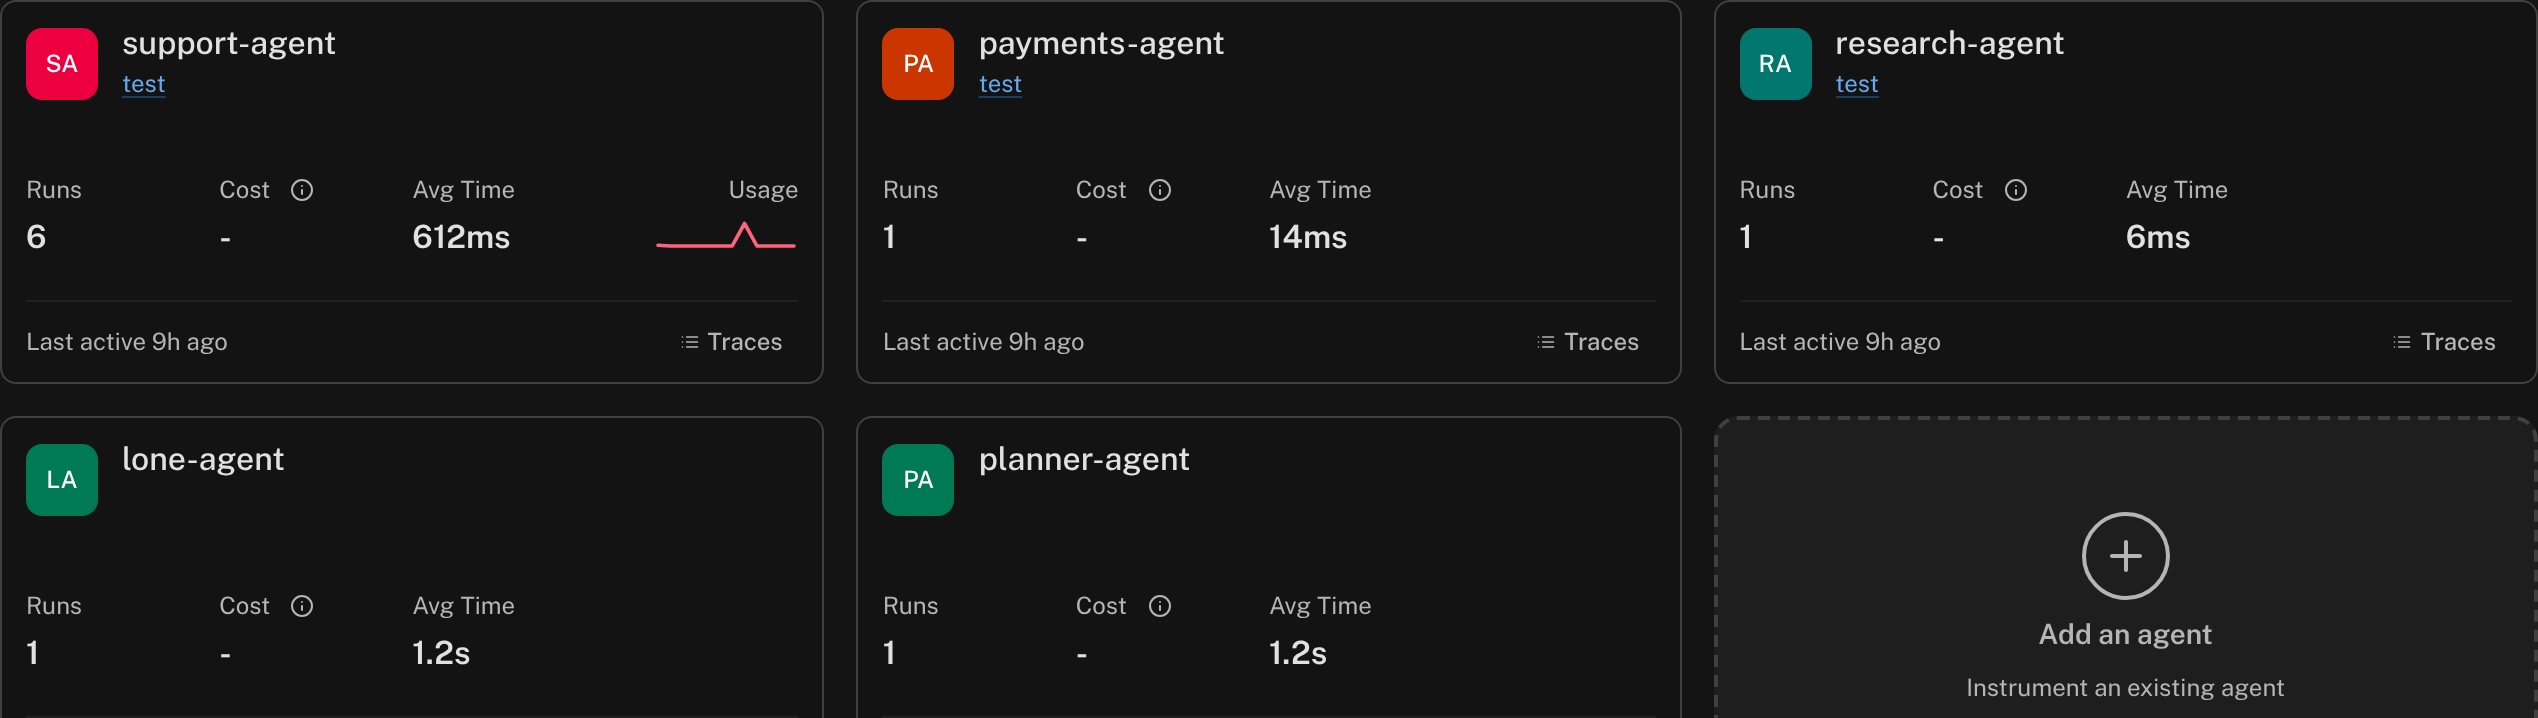 SA
support-agent
test
Runs
Cost
Avg Time
Usage
6
-
612ms
Last active 9h ago
Traces
PA
payments-agent
test
Runs
Cost
Avg Time
1
-
14ms
Last active 9h ago
Traces
RA
research-agent
test
Runs
Cost
Avg Time
1
-
6ms
Last active 9h ago
Traces
LA
lone-agent
Runs
Cost
Avg Time
1
-
1.2s
PA
planner-agent
Runs
Cost
Avg Time
1
-
1.2s
Add an agent
Instrument an existing agent